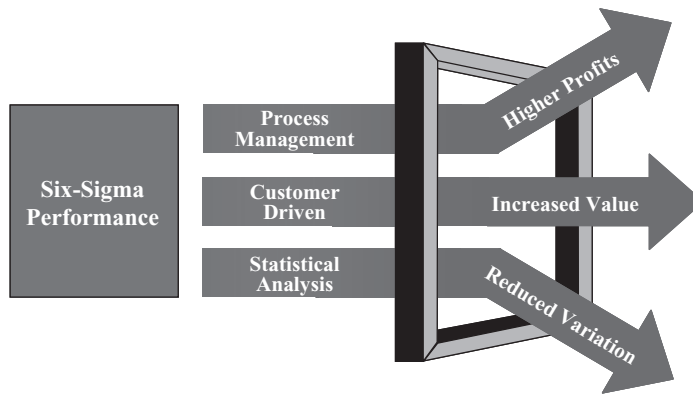 Six-Sigma
Performance
Process
Management
Higher Profits
Customer
Driven
Increased Value
Statistical
Analysis
Reduced Variation